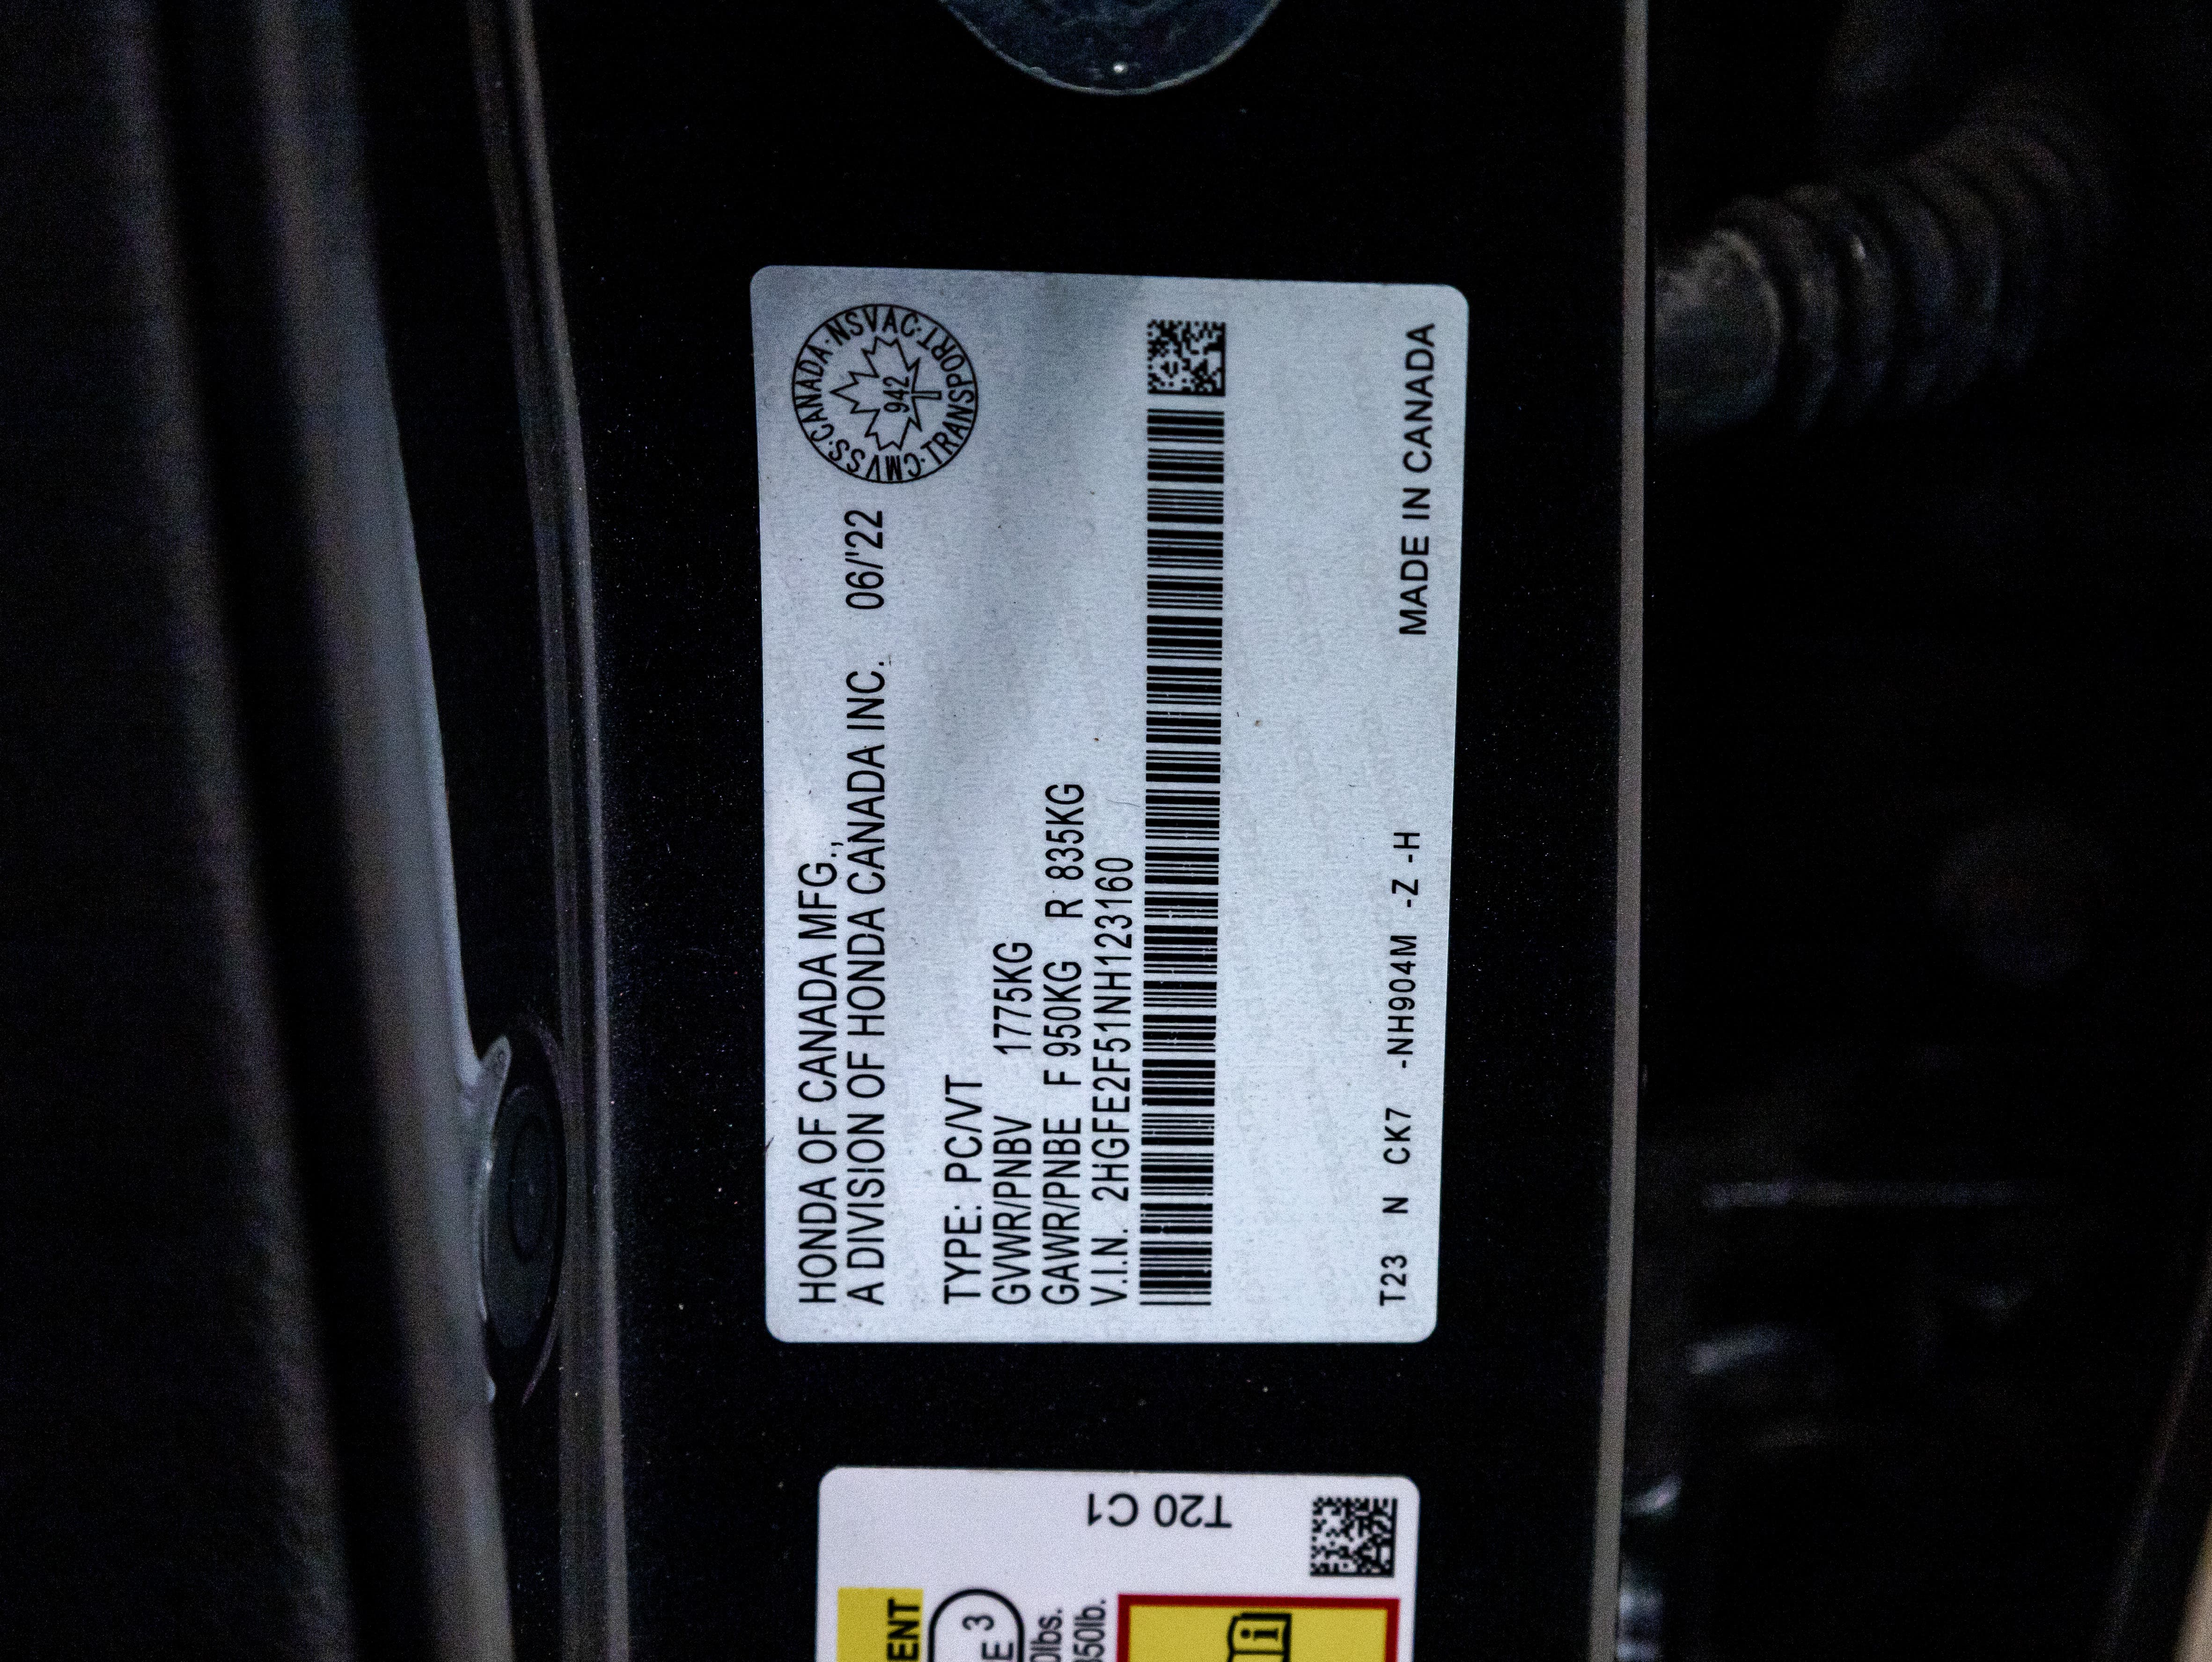 HONDA OF CANADA MFG.,
A DIVISION OF HONDA CANADA INC. 06/'22
CMVSS·CANADA·NSVAC·TRANSPORT·
942
TYPE: PC/VT
GVWR/PNBV 1775KG
GAWR/PNBE F 950KG R 835KG
V.I.N. 2HGFE2F51NH123160
T23 N CK7 -NH904M -Z -H MADE IN CANADA
T20 C1
3